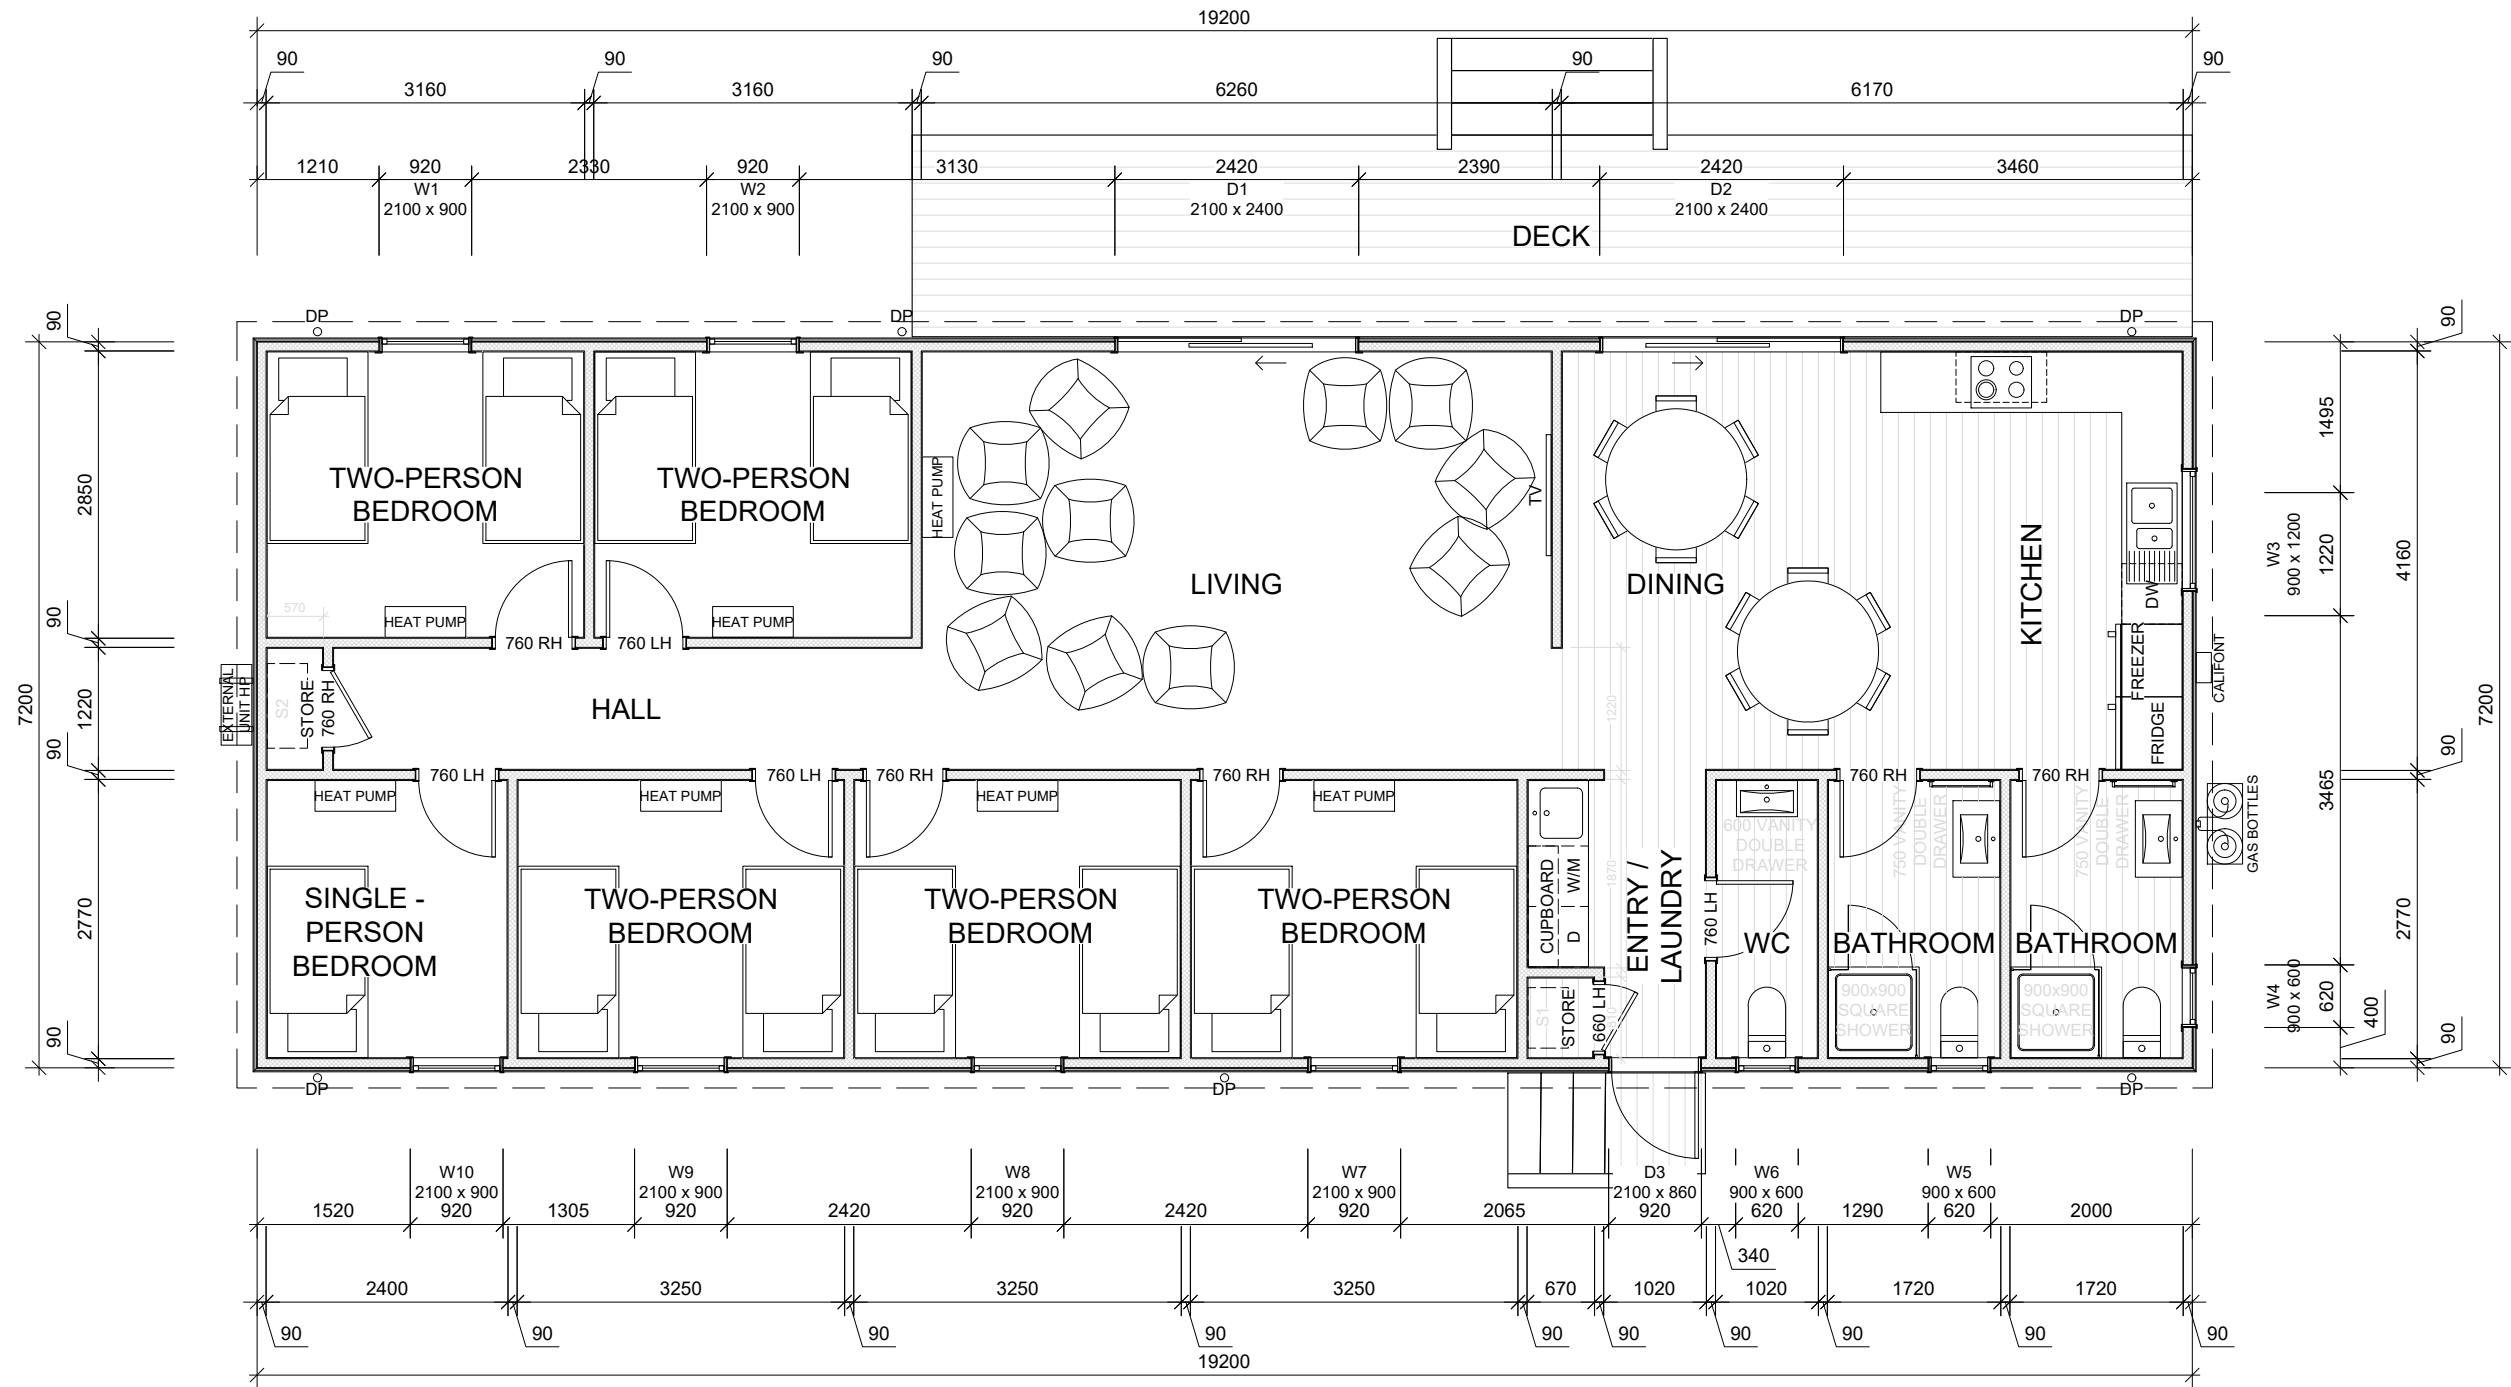 19200
90
90
90
90
90
3160
3160
6260
6170
1210
920
2330
920
3130
2420
2390
2420
3460
W1
2100 x 900
W2
2100 x 900
D1
2100 x 2400
D2
2100 x 2400
DECK
DP
DP
DP
7200
90
2850
90
1220
90
2770
90
TWO-PERSON
BEDROOM
TWO-PERSON
BEDROOM
HEAT PUMP
HEAT PUMP
HEAT PUMP
570
760 RH
760 LH
EXTERNAL
UNIT HP
S2
STORE
760 RH
HALL
LIVING
TV
DINING
KITCHEN
DW
FREEZER
FRIDGE
CALIFONT
GAS BOTTLES
1220
760 LH
760 LH
760 RH
760 RH
760 RH
760 RH
HEAT PUMP
HEAT PUMP
HEAT PUMP
HEAT PUMP
SINGLE -
PERSON
BEDROOM
TWO-PERSON
BEDROOM
TWO-PERSON
BEDROOM
TWO-PERSON
BEDROOM
CUPBOARD
W/M
D
1870
ENTRY /
LAUNDRY
760 LH
S1
STORE
660 LH
600 VANITY
DOUBLE
DRAWER
WC
750 VANITY
DOUBLE
DRAWER
BATHROOM
900x900
SQUARE
SHOWER
750 VANITY
DOUBLE
DRAWER
BATHROOM
900x900
SQUARE
SHOWER
DP
DP
DP
1495
W3
900 x 1200
1220
3465
W4
900 x 600
620
400
90
4160
90
2770
90
7200
W10
2100 x 900
920
W9
2100 x 900
920
W8
2100 x 900
920
W7
2100 x 900
920
D3
2100 x 860
920
W6
900 x 600
620
W5
900 x 600
620
1520
1305
2420
2420
2065
340
1290
2000
2400
3250
3250
3250
670
1020
1020
1720
1720
90
90
90
90
90
90
90
90
90
90
19200